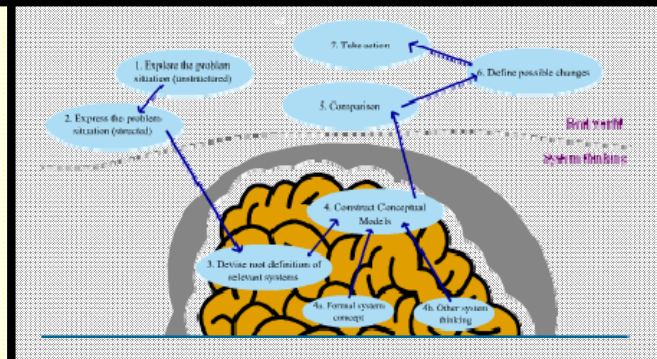 1. Explore the problem
situation (unstructured)
2. Express the problem
situation (structed)
7. Take action
6. Define possible changes
5. Comparison
Real world
System thinking
4. Construct Conceptual
Models
3. Devise root definition of
relevant systems
4a. Formal system
concept
4b. Other system
thinking